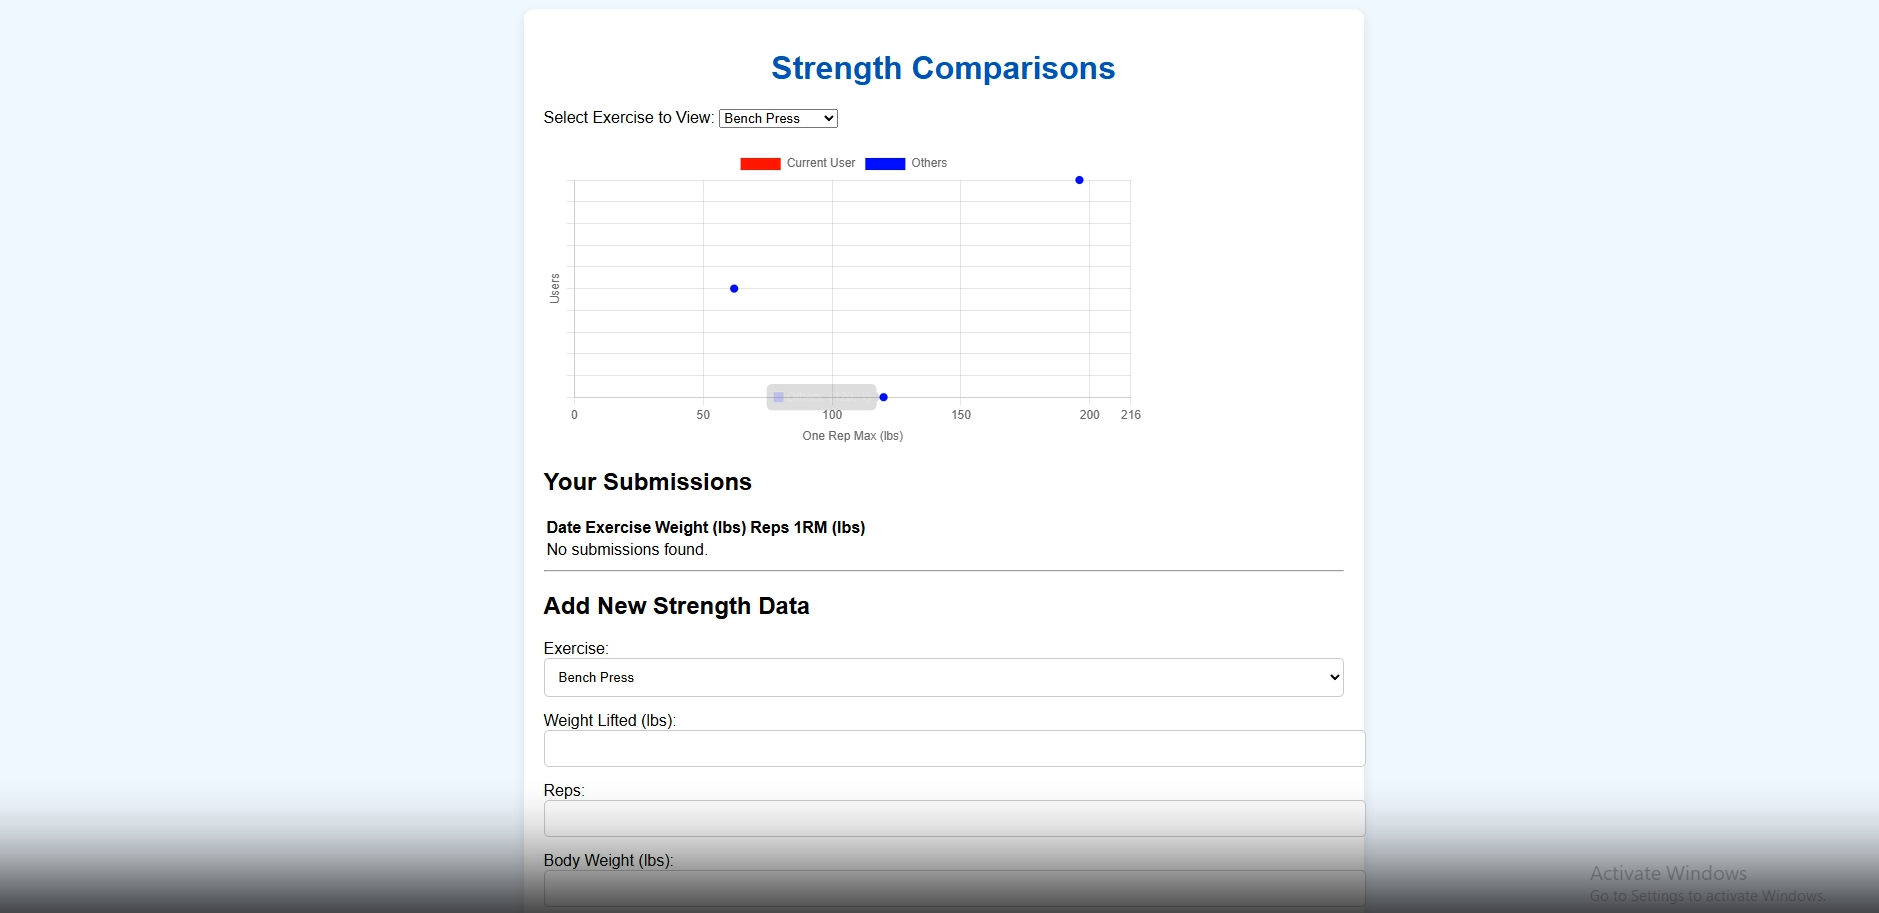 Strength Comparisons
Select Exercise to View: Bench Press
Current User Others
Users
0 50 100 150 200 216
One Rep Max (lbs)
Your Submissions
Date Exercise Weight (lbs) Reps 1RM (lbs)
No submissions found.
Add New Strength Data
Exercise:
Bench Press
Weight Lifted (lbs):
Reps:
Body Weight (lbs):
Activate Windows
Go to Settings to activate Windows.